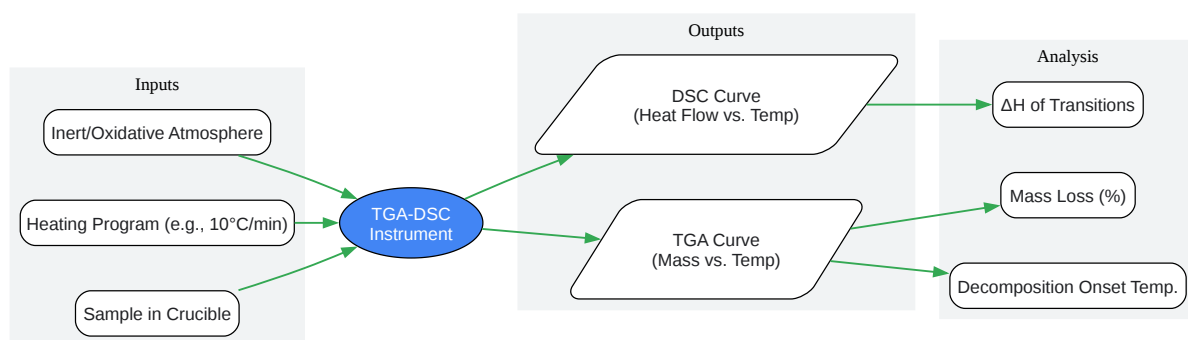 Inputs
Inert/Oxidative Atmosphere
Heating Program (e.g., 10°C/min)
Sample in Crucible
TGA-DSC
Instrument
Outputs
DSC Curve
(Heat Flow vs. Temp)
TGA Curve
(Mass vs. Temp)
Analysis
ΔH of Transitions
Mass Loss (%)
Decomposition Onset Temp.